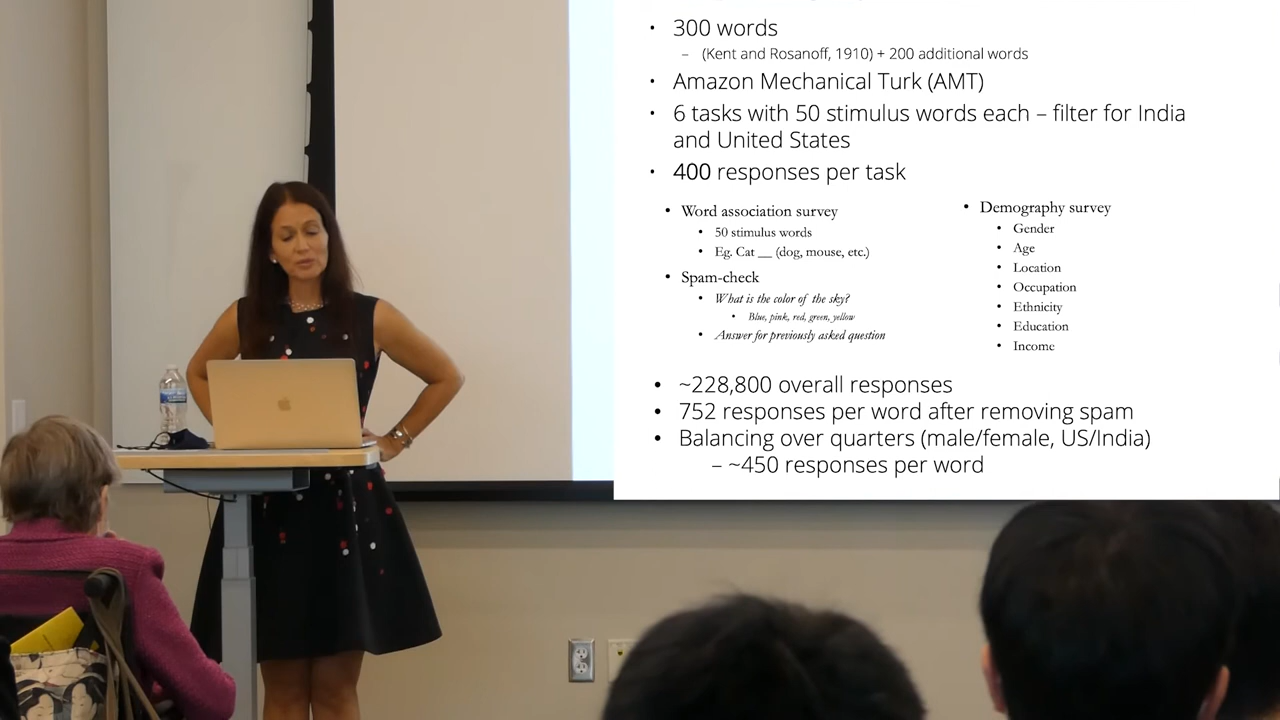 • 300 words
– (Kent and Rosanoff, 1910) + 200 additional words
• Amazon Mechanical Turk (AMT)
• 6 tasks with 50 stimulus words each – filter for India
and United States
• 400 responses per task
• Word association survey
• 50 stimulus words
• Eg. Cat __ (dog, mouse, etc.)
• Spam-check
• What is the color of the sky?
• Blue, pink, red, green, yellow
• Answer for previously asked question
• Demography survey
• Gender
• Age
• Location
• Occupation
• Ethnicity
• Education
• Income
• ~228,800 overall responses
• 752 responses per word after removing spam
• Balancing over quarters (male/female, US/India)
– ~450 responses per word